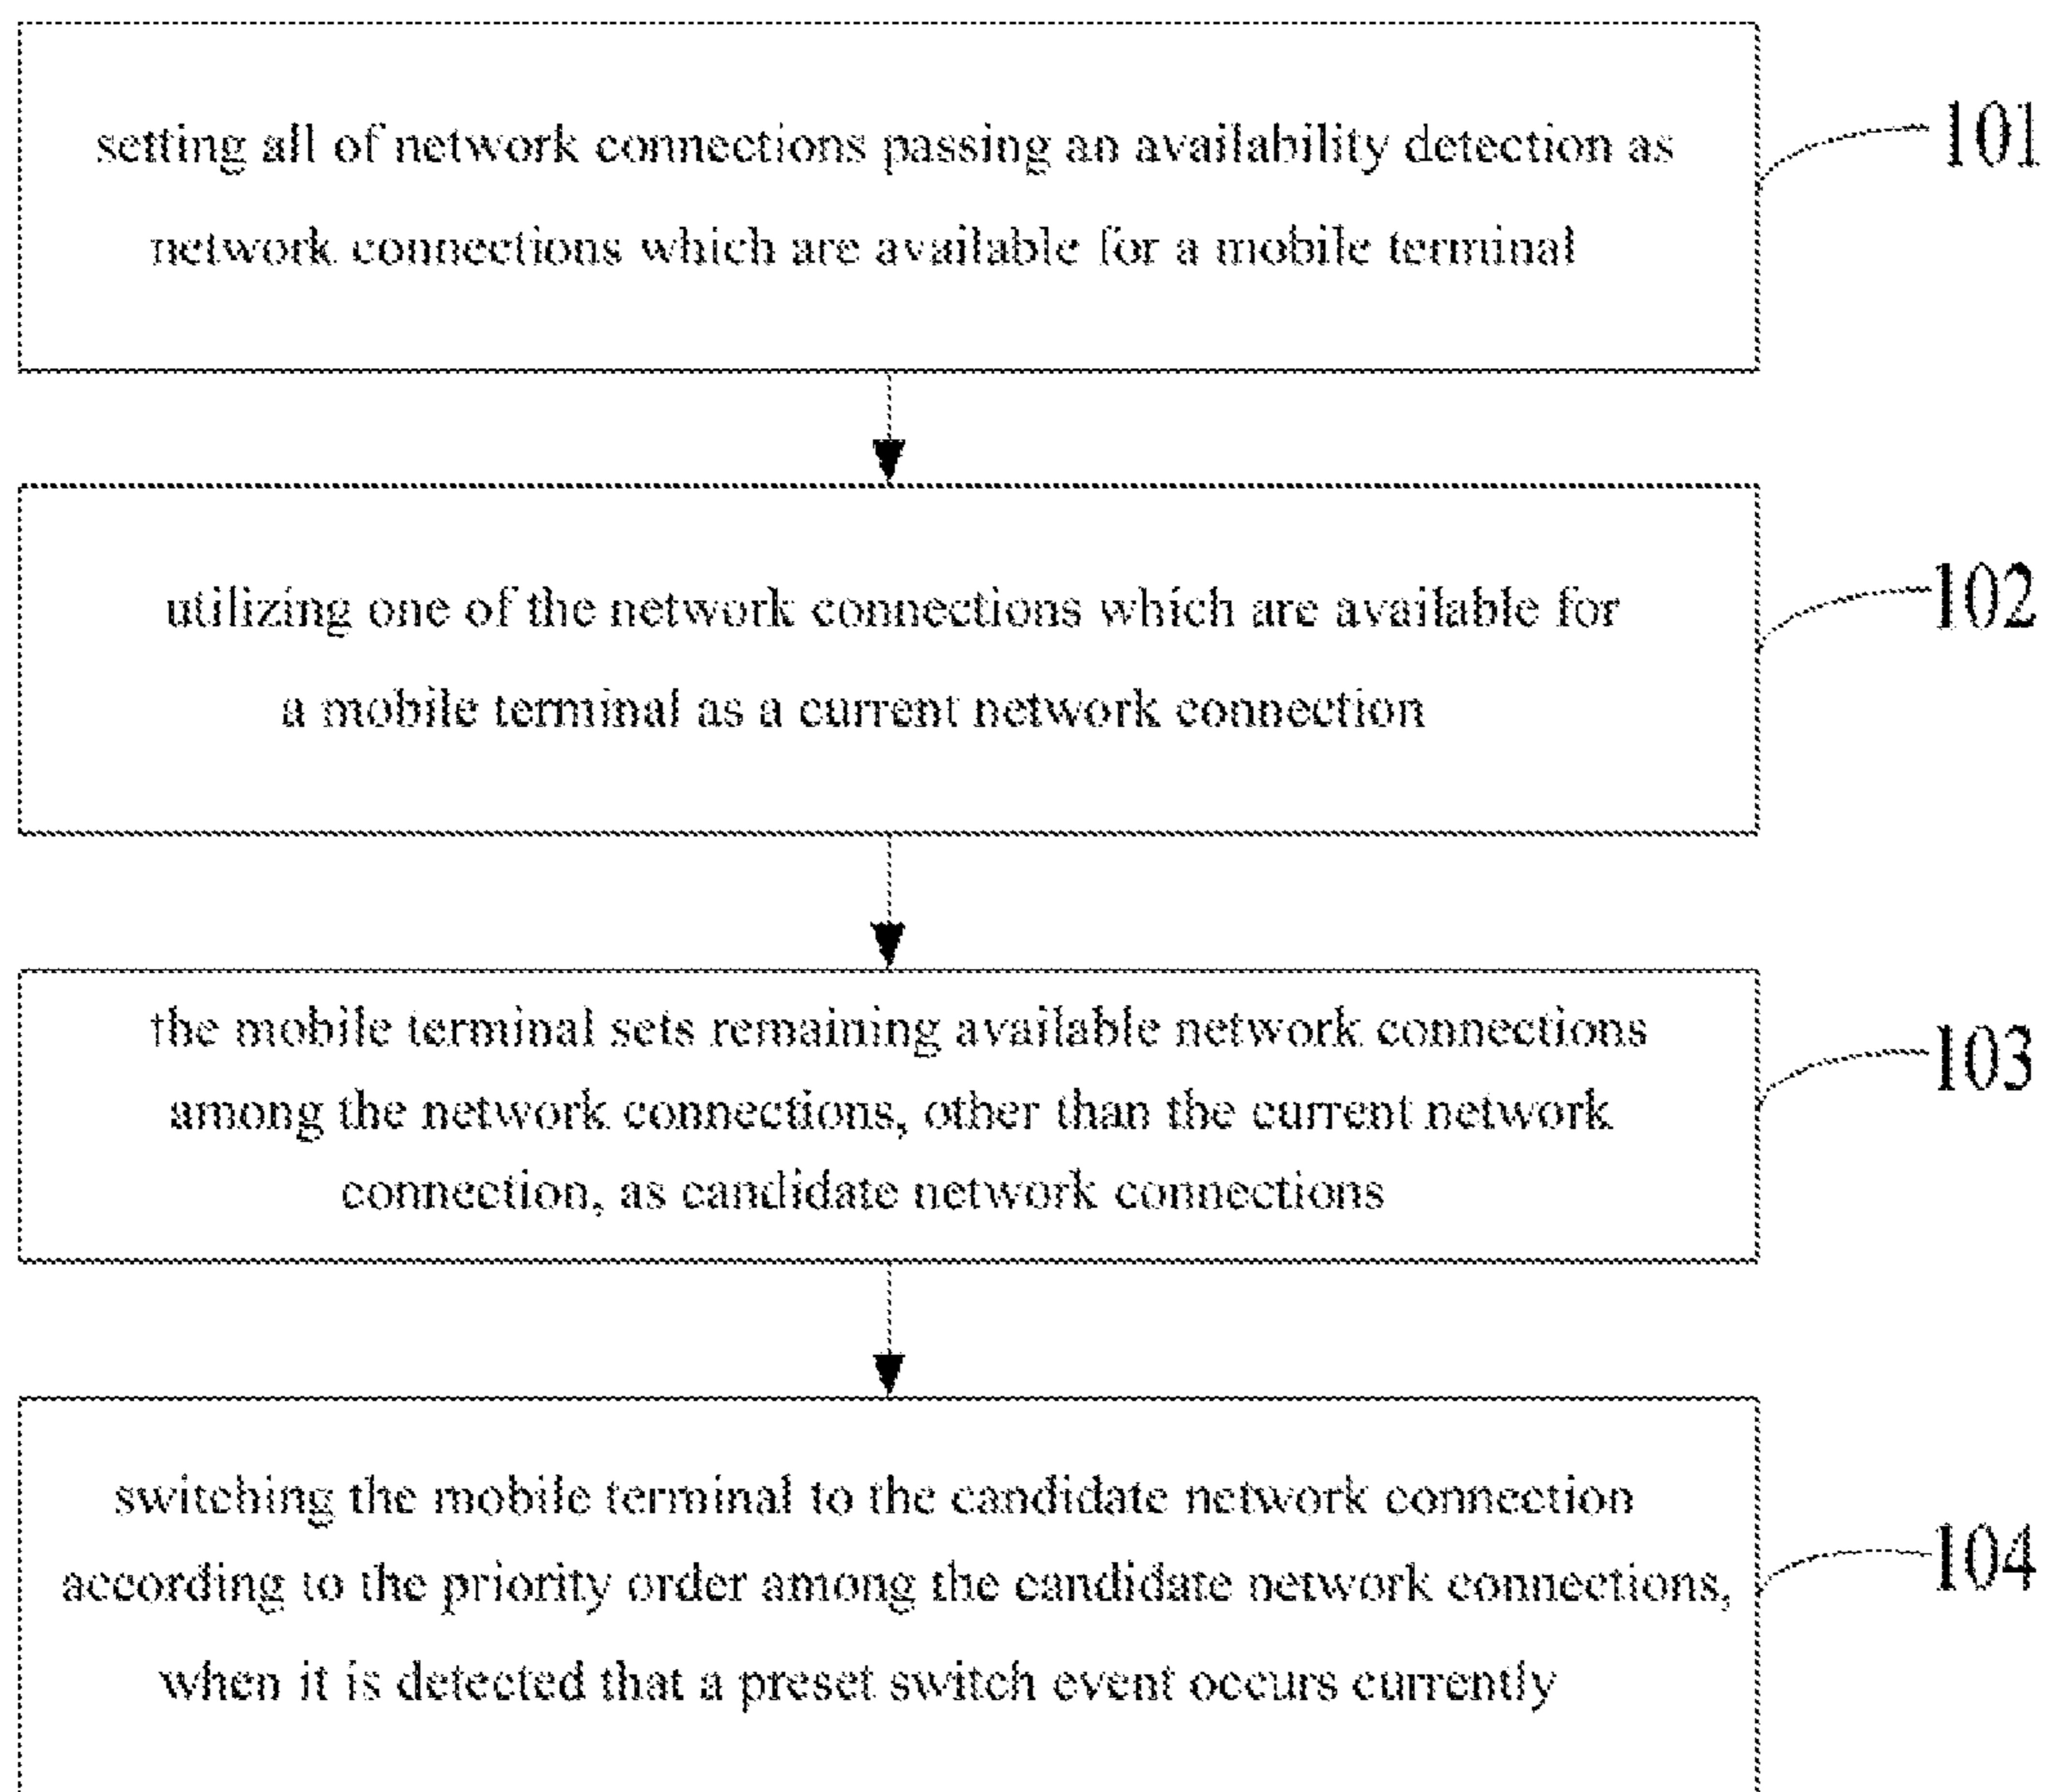 setting all of network connections passing an availability detection as
network connections which are available for a mobile terminal
101
utilizing one of the network connections which are available for
a mobile terminal as a current network connection
102
the mobile terminal sets remaining available network connections
among the network connections, other than the current network
connection, as candidate network connections
103
switching the mobile terminal to the candidate network connection
according to the priority order among the candidate network connections,
when it is detected that a preset switch event occurs currently
104